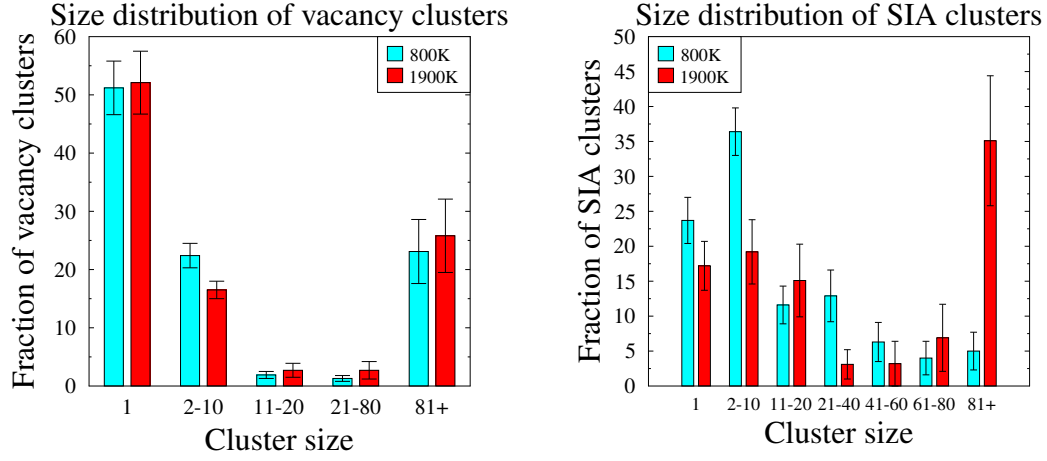 Size distribution of vacancy clusters
Fraction of vacancy clusters
60
50
40
30
20
10
0
800K
1900K
1 2-10 11-20 21-80 81+
Cluster size
Size distribution of SIA clusters
Fraction of SIA clusters
50
45
40
35
30
25
20
15
10
5
0
800K
1900K
1 2-10 11-20 21-40 41-60 61-80 81+
Cluster size